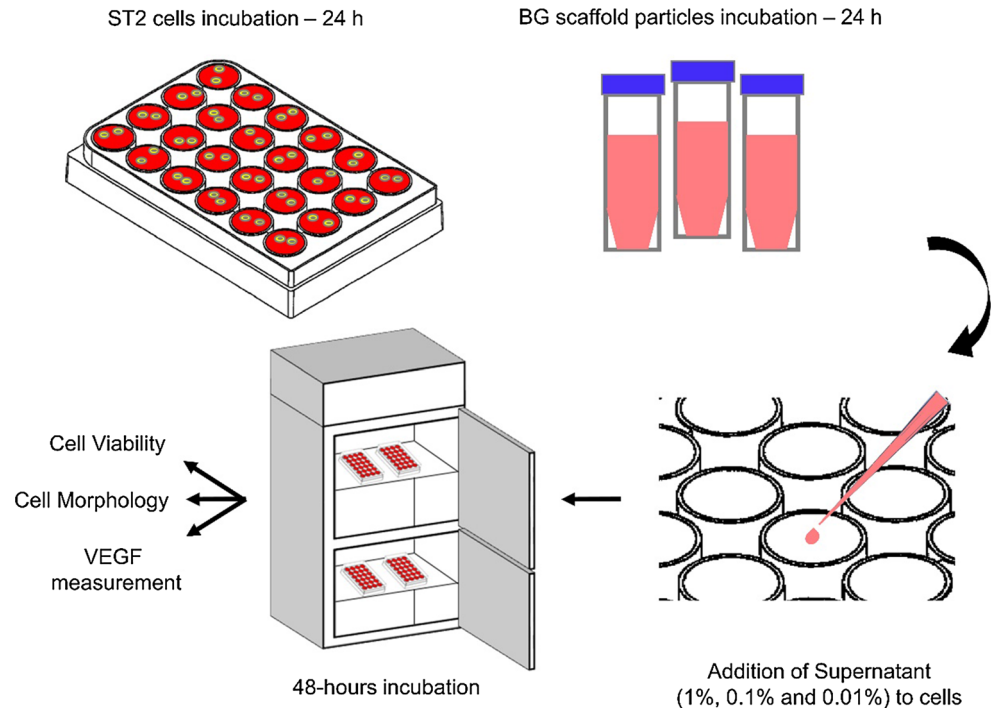 ST2 cells incubation – 24 h
BG scaffold particles incubation – 24 h
Cell Viability
Cell Morphology
VEGF
measurement
48-hours incubation
Addition of Supernatant
(1%, 0.1% and 0.01%) to cells